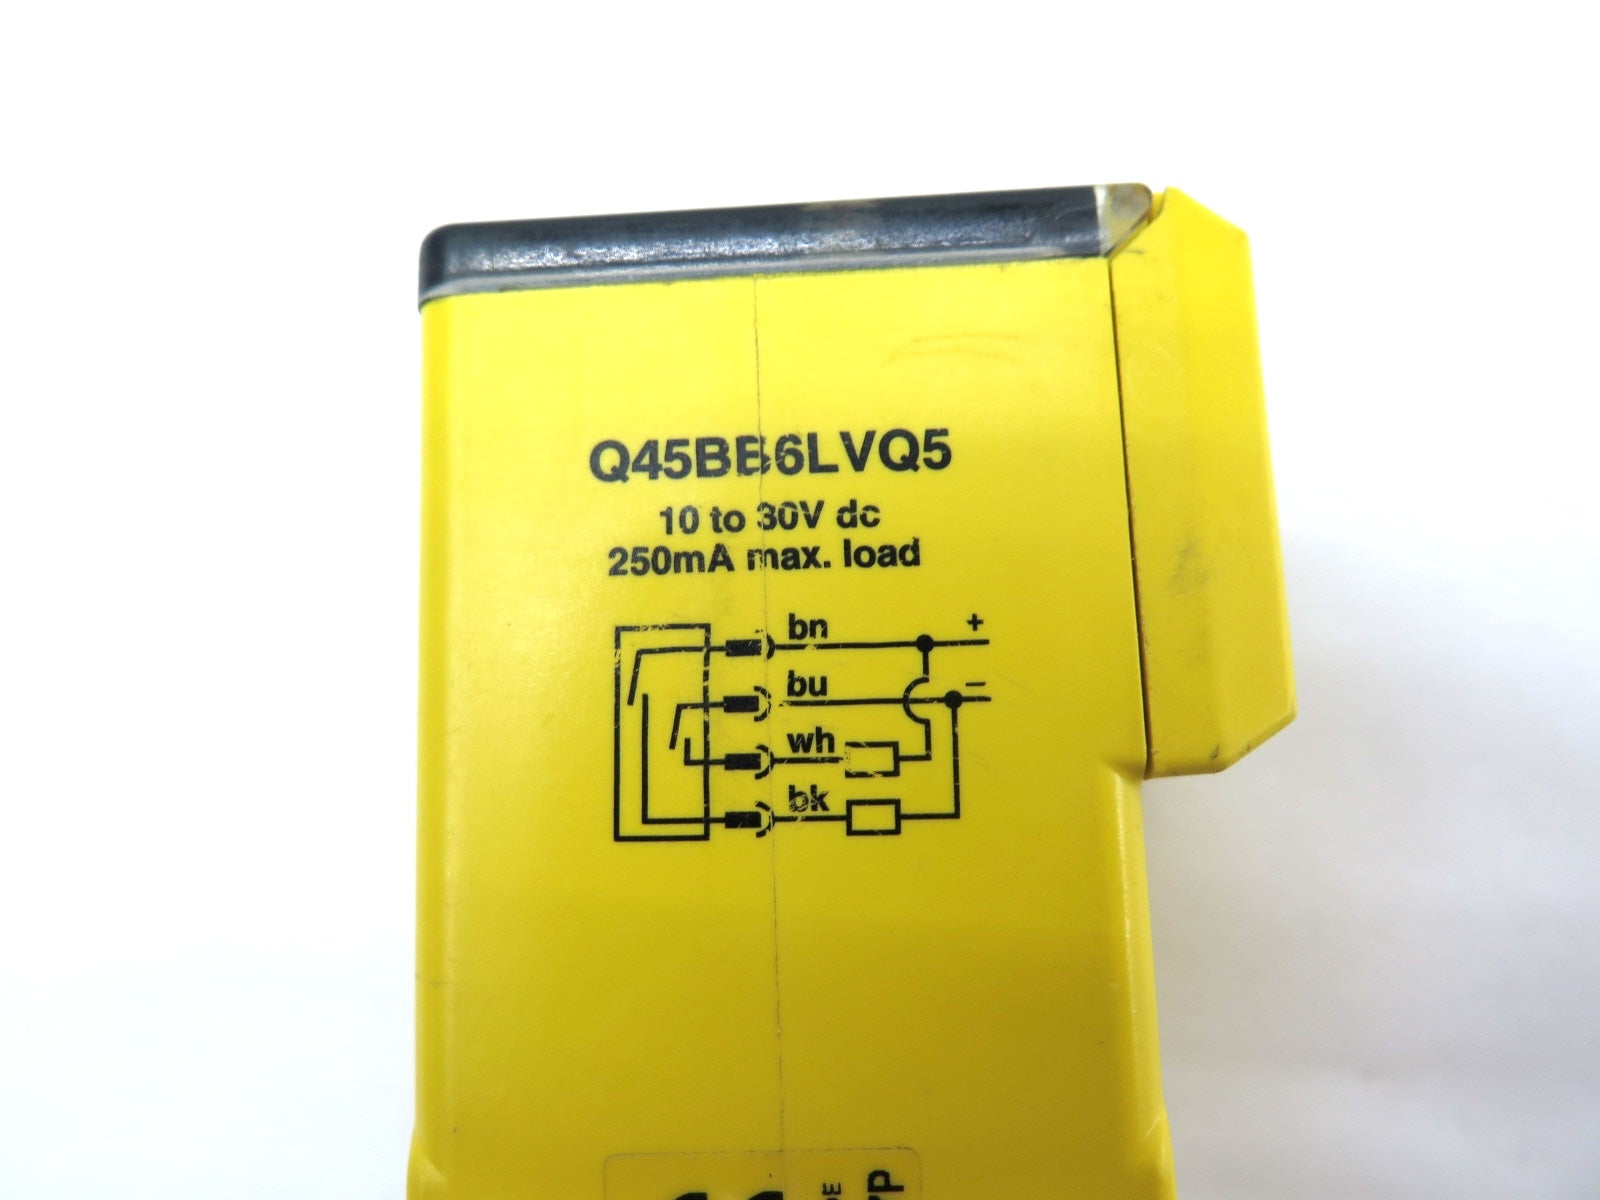 Q45BB6LVQ5
10 to 30V dc
250mA max. load
bn +
bu −
wh
bk